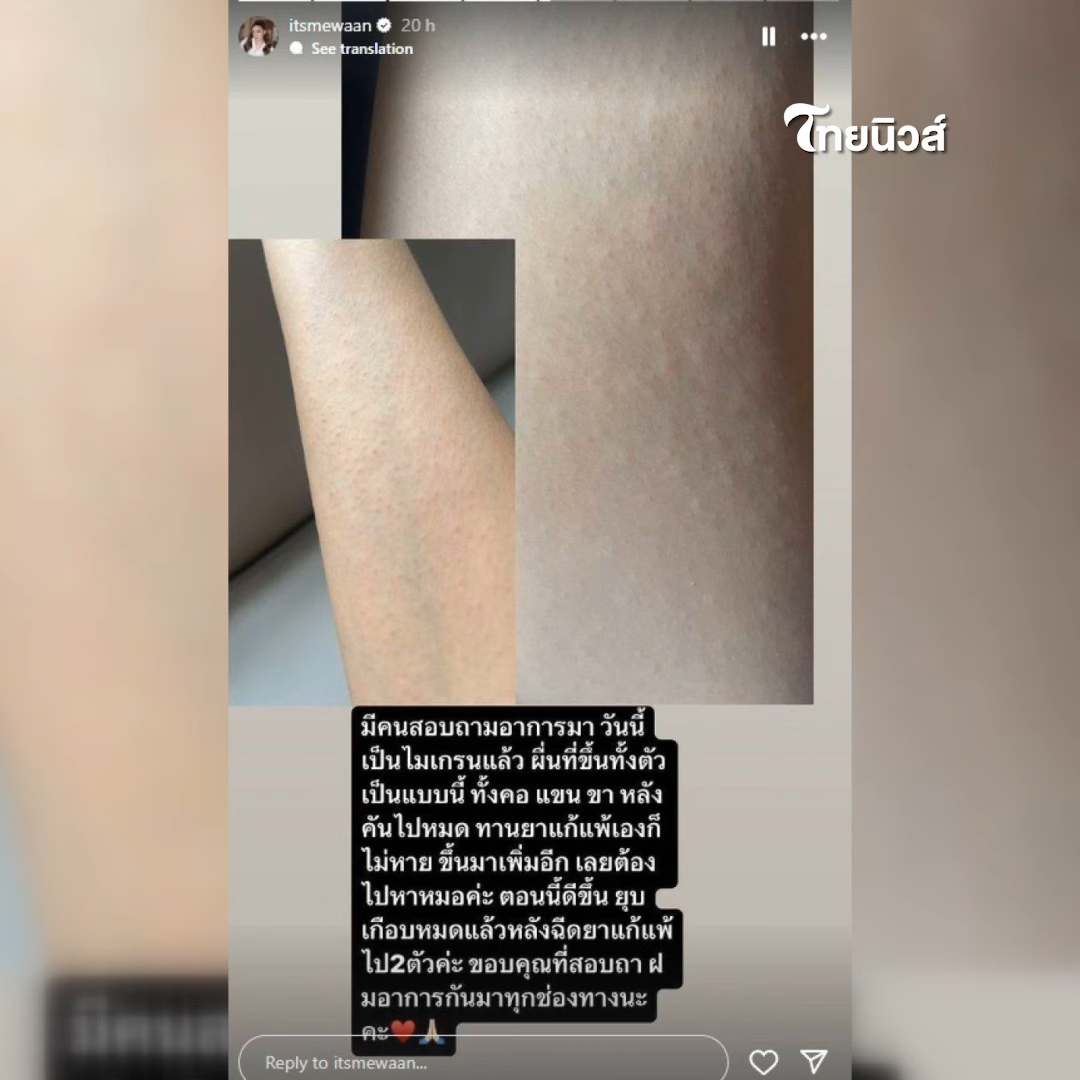 itsmewaan 20 h
See translation
ไทยนิวส์
มีคนสอบถามอาการมา วันนี้
เป็นไมเกรนแล้ว ผื่นที่ขึ้นทั้งตัว
เป็นแบบนี้ ทั้งคอ แขน ขา หลัง
คันไปหมด ทานยาแก้แพ้เองก็
ไม่หาย ขึ้นมาเพิ่มอีก เลยต้อง
ไปหาหมอค่ะ ตอนนี้ดีขึ้น ยุบ
เกือบหมดแล้วหลังฉีดยาแก้แพ้
ไป2ตัวค่ะ ขอบคุณที่สอบถา ฝ
มอาการกันมาทุกช่องทางนะ
คะ❤️🙏🏻
Reply to itsmewaan...